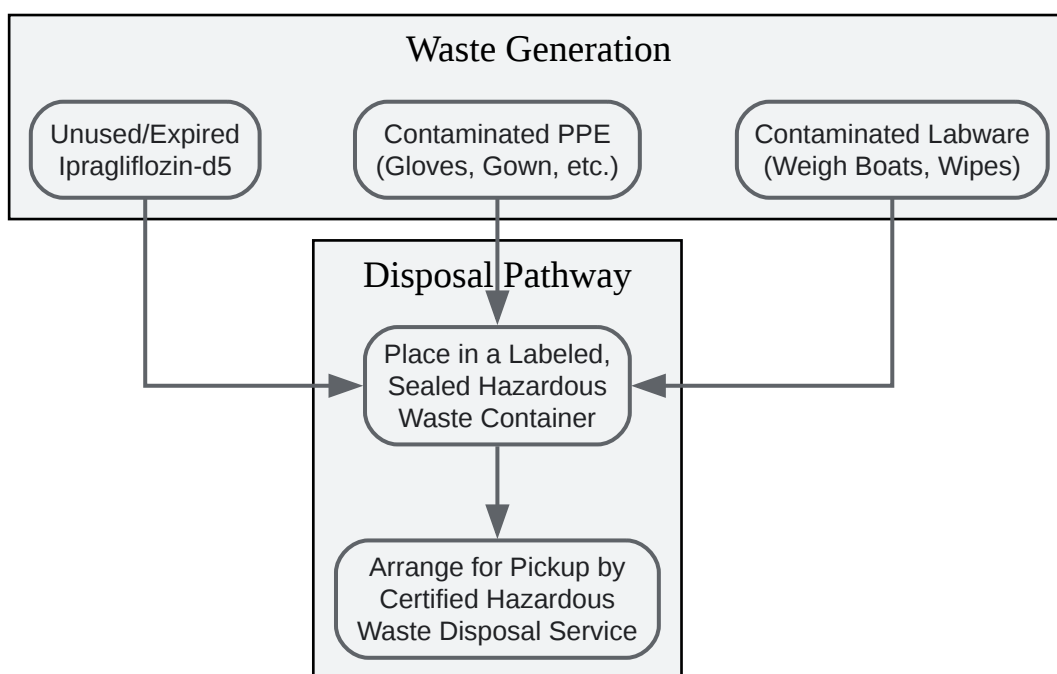 Waste Generation
Unused/Expired
Ipragliflozin-d5
Contaminated PPE
(Gloves, Gown, etc.)
Contaminated Labware
(Weigh Boats, Wipes)
Disposal Pathway
Place in a Labeled,
Sealed Hazardous
Waste Container
Arrange for Pickup by
Certified Hazardous
Waste Disposal Service